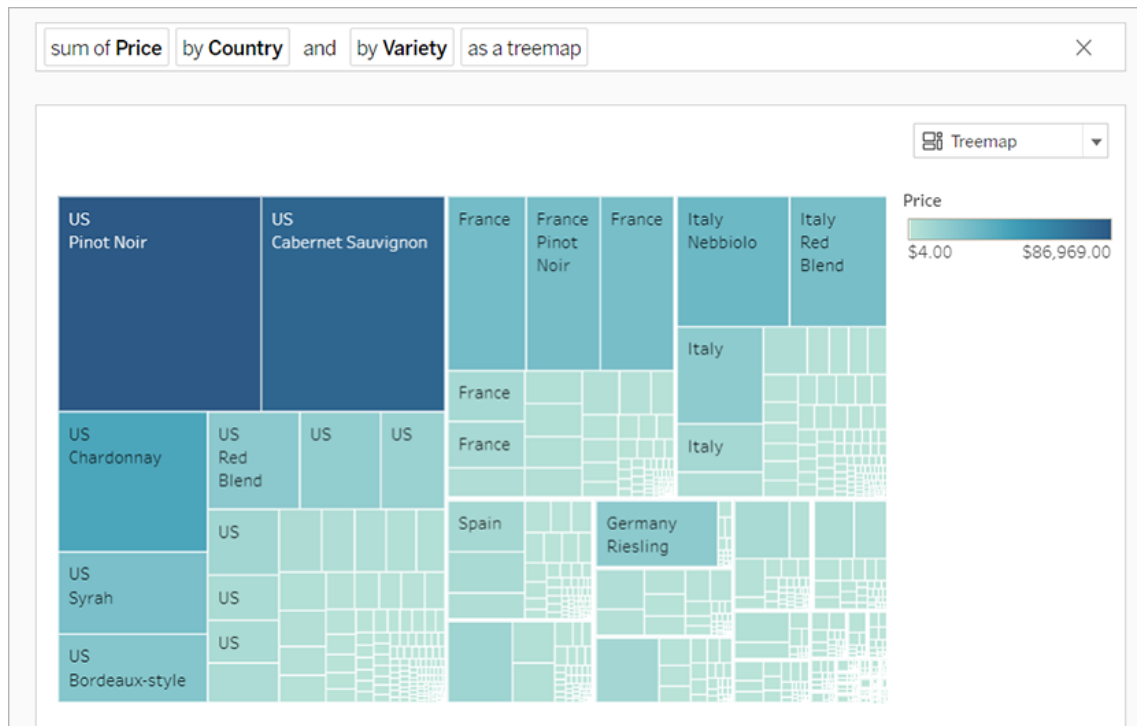 sum of Price by Country and by Variety as a treemap
Treemap
Price
$4.00 $86,969.00
US
Pinot Noir
US
Cabernet Sauvignon
France
France
Pinot
Noir
France
Italy
Nebbiolo
Italy
Red
Blend
Italy
France
France
Italy
US
Chardonnay
US
Red
Blend
US
US
US
Spain
Germany
Riesling
US
Syrah
US
US
US
Bordeaux-style